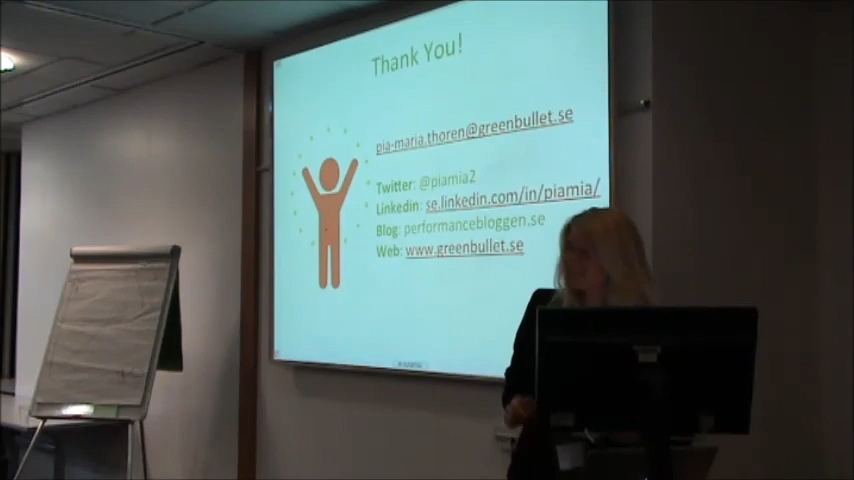 Thank You!
pia-maria.thoren@greenbullet.se
Twitter: @piamia2
Linkedin: se.linkedin.com/in/piamia/
Blog: performancebloggen.se
Web: www.greenbullet.se